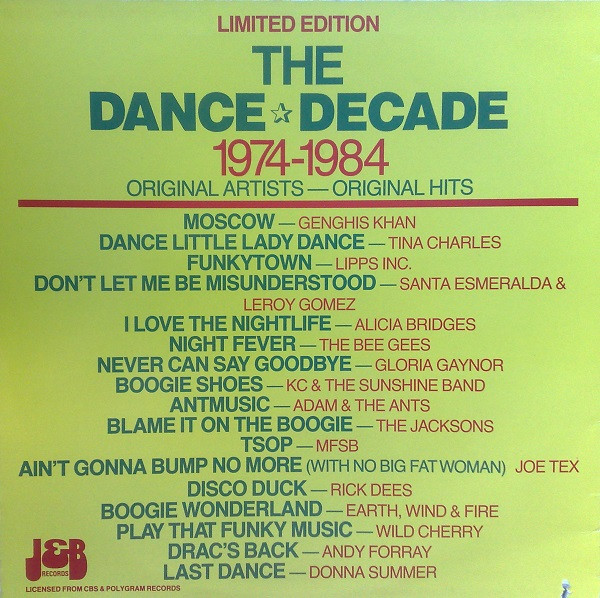 LIMITED EDITION
THE
DANCE☆DECADE
1974-1984
ORIGINAL ARTISTS — ORIGINAL HITS
MOSCOW — GENGHIS KHAN
DANCE LITTLE LADY DANCE — TINA CHARLES
FUNKYTOWN — LIPPS INC.
DON'T LET ME BE MISUNDERSTOOD — SANTA ESMERALDA &
LEROY GOMEZ
I LOVE THE NIGHTLIFE — ALICIA BRIDGES
NIGHT FEVER — THE BEE GEES
NEVER CAN SAY GOODBYE — GLORIA GAYNOR
BOOGIE SHOES — KC & THE SUNSHINE BAND
ANTMUSIC — ADAM & THE ANTS
BLAME IT ON THE BOOGIE — THE JACKSONS
TSOP — MFSB
AIN'T GONNA BUMP NO MORE (WITH NO BIG FAT WOMAN) JOE TEX
DISCO DUCK — RICK DEES
BOOGIE WONDERLAND — EARTH, WIND & FIRE
PLAY THAT FUNKY MUSIC — WILD CHERRY
DRAC'S BACK — ANDY FORRAY
LAST DANCE — DONNA SUMMER
J&B
RECORDS
LICENSED FROM CBS & POLYGRAM RECORDS